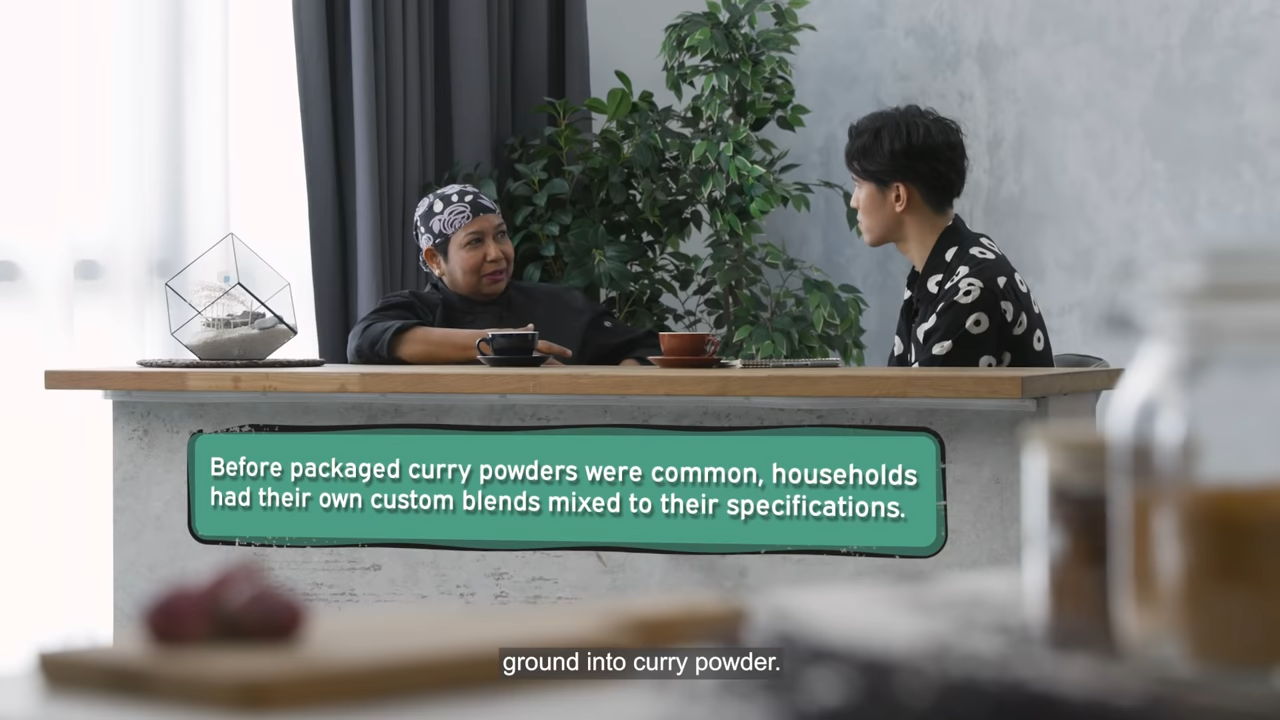 Before packaged curry powders were common, households
had their own custom blends mixed to their specifications.
ground into curry powder.